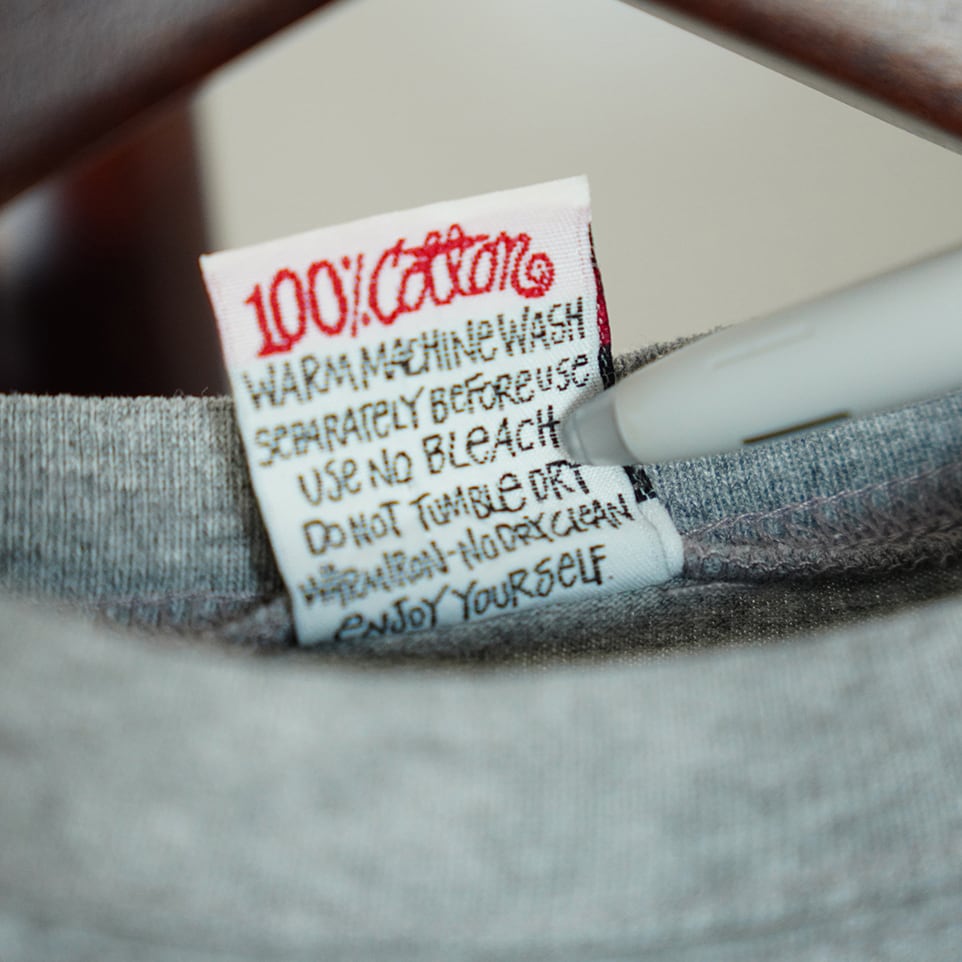 100% Cotton
WARM MACHINE WASH
SEPARATELY BEFORE USE
USE NO BLEACH
DO NOT TUMBLE DRY
WARM IRON-NO DRY CLEAN
ENJOY YOURSELF.